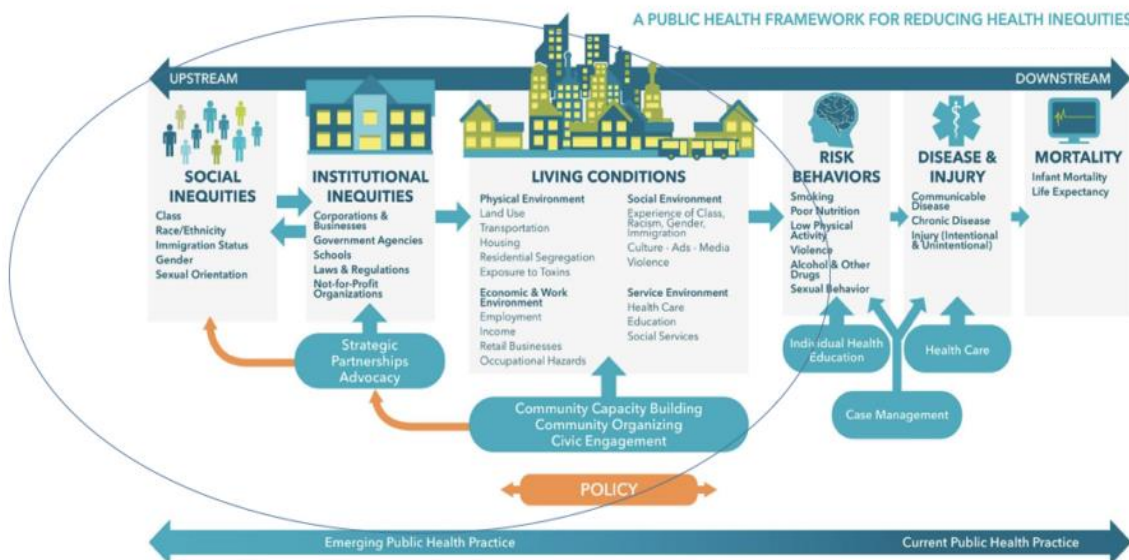 A PUBLIC HEALTH FRAMEWORK FOR REDUCING HEALTH INEQUITIES
UPSTREAM
DOWNSTREAM
SOCIAL
INEQUITIES
Class
Race/Ethnicity
Immigration Status
Gender
Sexual Orientation
INSTITUTIONAL
INEQUITIES
Corporations &
Businesses
Government Agencies
Schools
Laws & Regulations
Not-for-Profit
Organizations
LIVING CONDITIONS
Physical Environment
Land Use
Transportation
Housing
Residential Segregation
Exposure to Toxins
Economic & Work
Environment
Employment
Income
Retail Businesses
Occupational Hazards
Social Environment
Experience of Class,
Racism, Gender,
Immigration
Culture - Ads - Media
Violence
Service Environment
Health Care
Education
Social Services
RISK
BEHAVIORS
Smoking
Poor Nutrition
Low Physical
Activity
Violence
Alcohol & Other
Drugs
Sexual Behavior
DISEASE &
INJURY
Communicable
Disease
Chronic Disease
Injury (Intentional
& Unintentional)
MORTALITY
Infant Mortality
Life Expectancy
Strategic
Partnerships
Advocacy
Community Capacity Building
Community Organizing
Civic Engagement
Individual Health
Education
Health Care
Case Management
POLICY
Emerging Public Health Practice
Current Public Health Practice